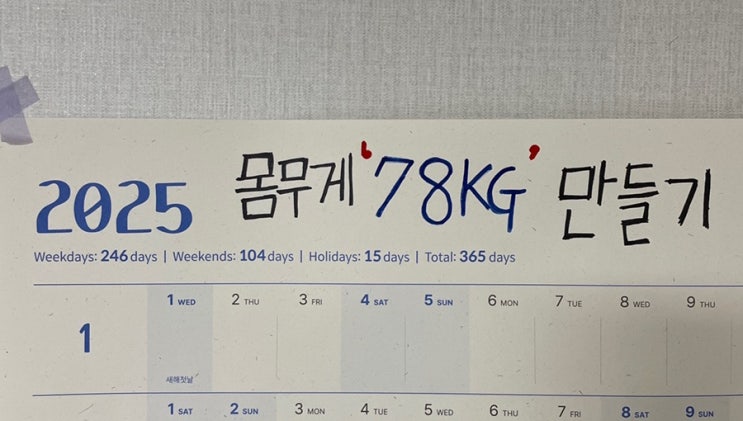 2025 몸무게 '78KG' 만들기
Weekdays: 246 days | Weekends: 104 days | Holidays: 15 days | Total: 365 days
1 1 WED 2 THU 3 FRI 4 SAT 5 SUN 6 MON 7 TUE 8 WED 9 THU
새해첫날
1 SAT 2 SUN 3 MON 4 TUE 5 WED 6 THU 7 FRI 8 SAT 9 SUN